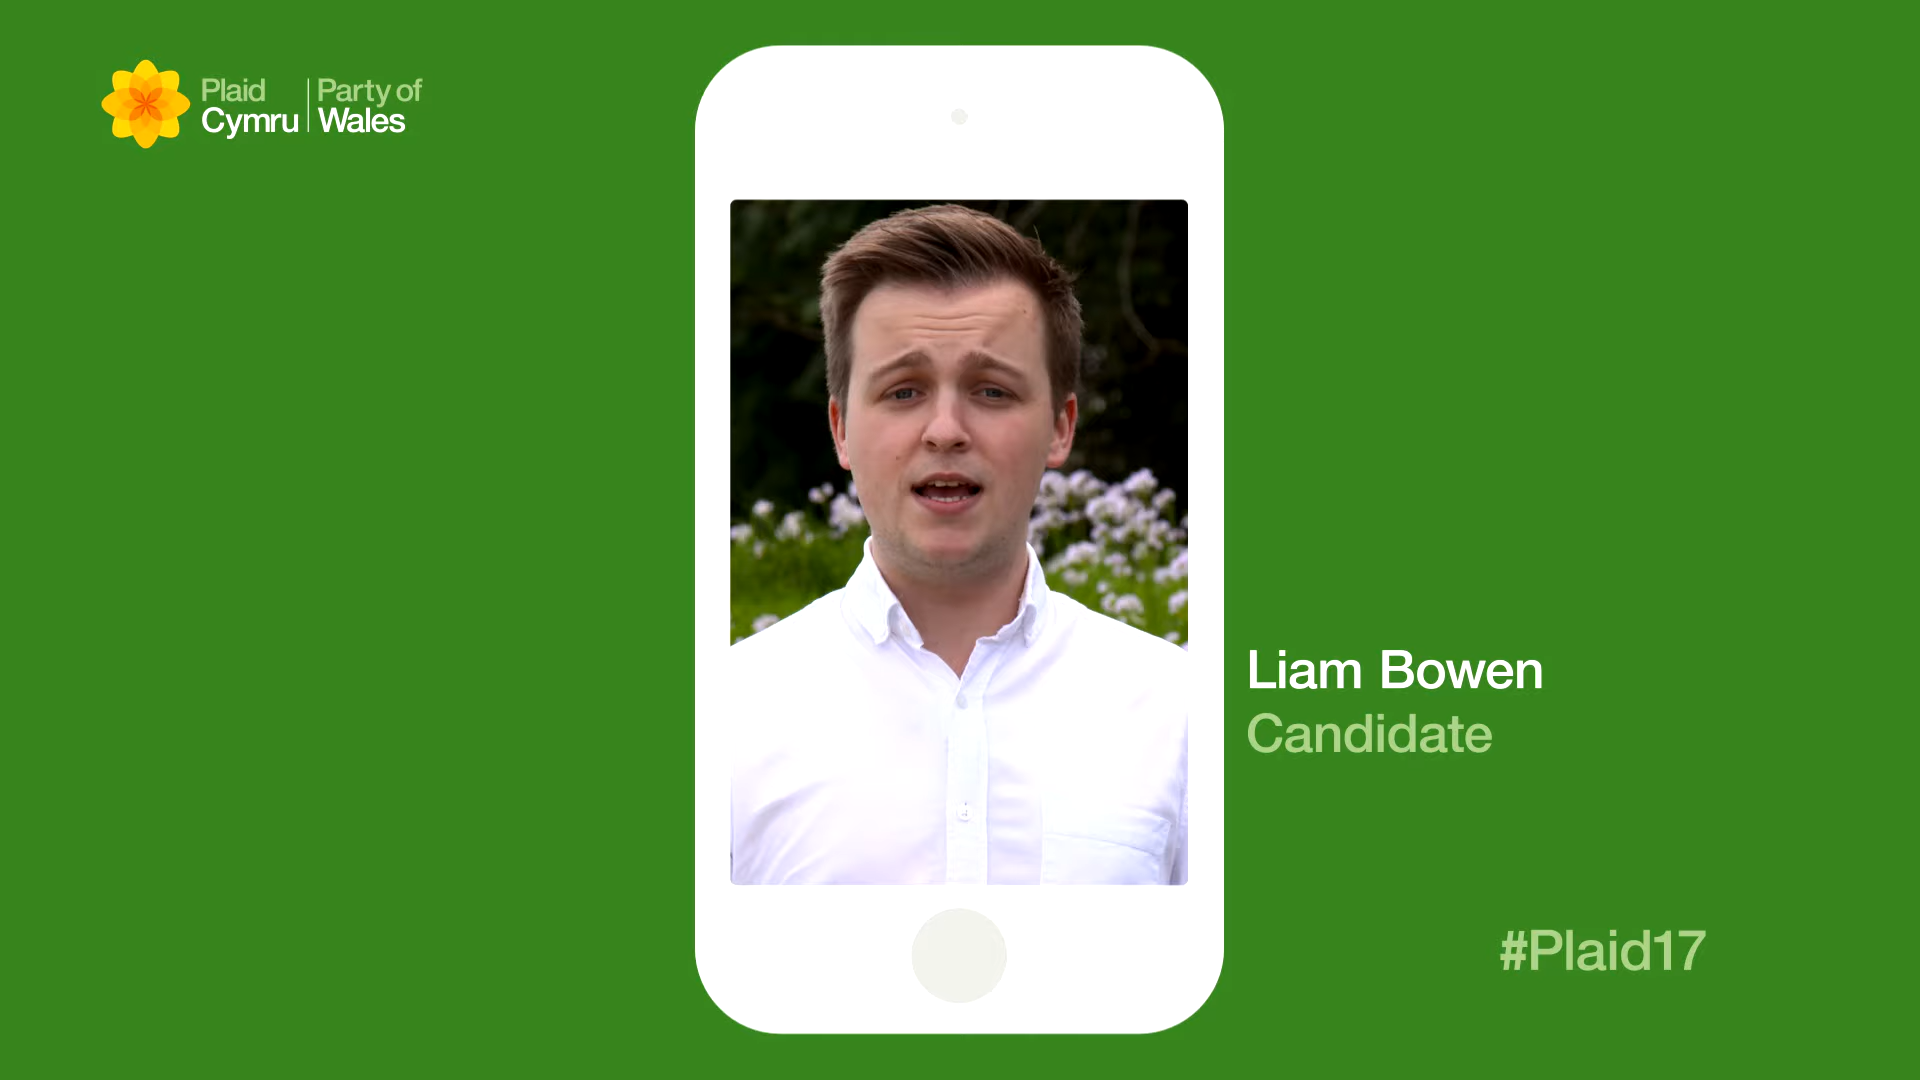 Plaid
Cymru
Party of
Wales
Liam Bowen
Candidate
#Plaid17